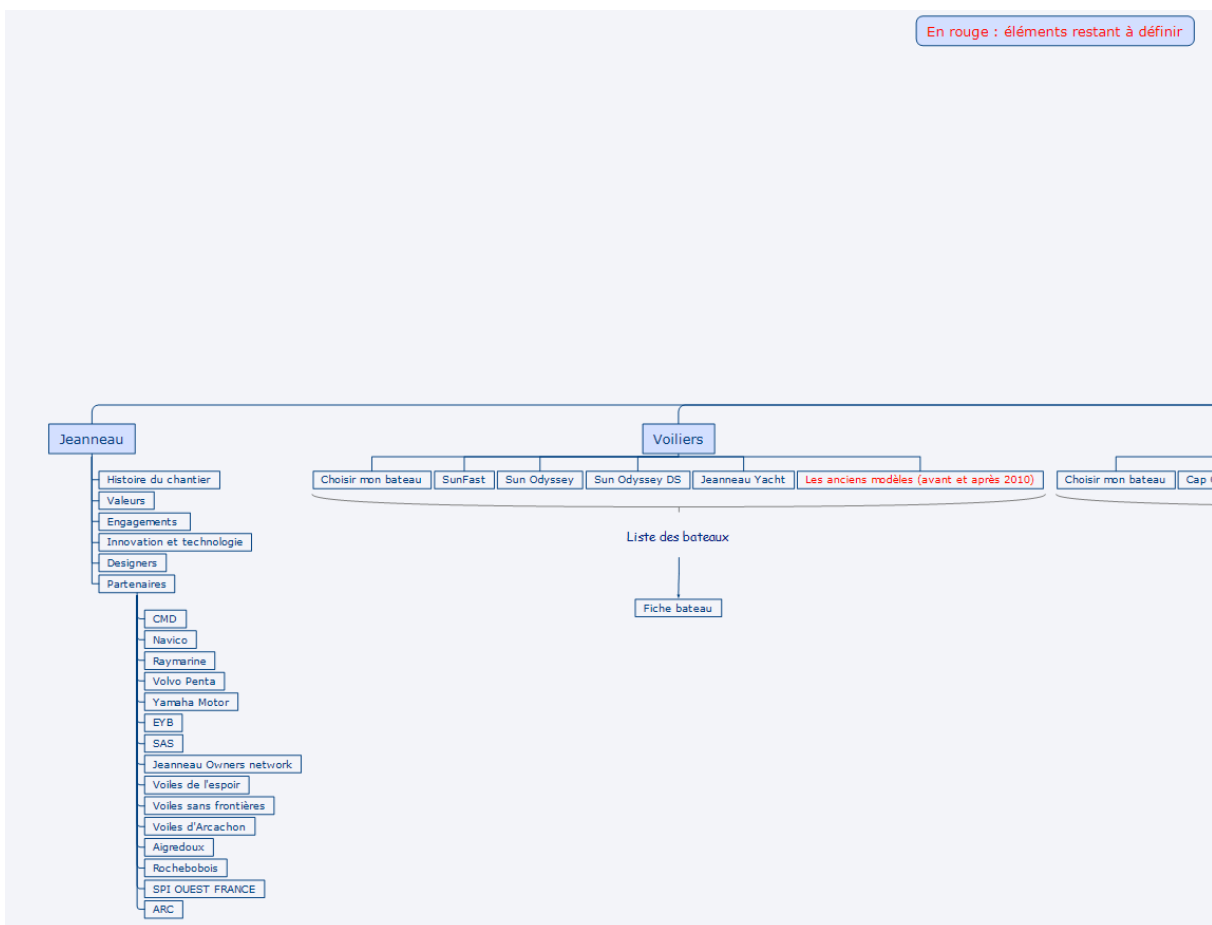 En rouge : éléments restant à définir
Jeanneau
Voiliers
Histoire du chantier
Valeurs
Engagements
Innovation et technologie
Designers
Partenaires
CMD
Navico
Raymarine
Volvo Penta
Yamaha Motor
EYB
SAS
Jeanneau Owners network
Voiles de l'espoir
Voiles sans frontières
Voiles d'Arcachon
Aigredoux
Rochebobois
SPI OUEST FRANCE
ARC
Choisir mon bateau
SunFast
Sun Odyssey
Sun Odyssey DS
Jeanneau Yacht
Les anciens modèles (avant et après 2010)
Liste des bateaux
Fiche bateau
Choisir mon bateau
Cap